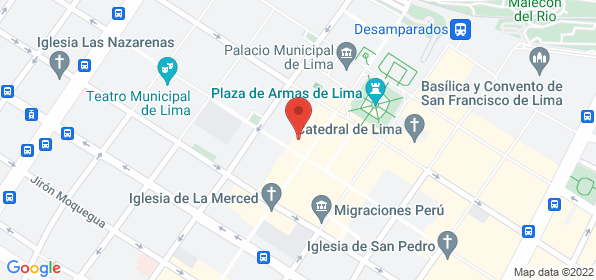 Malecón
del Rio
Desamparados
Iglesia Las Nazarenas
Palacio Municipal
de Lima
Plaza de Armas de Lima
Basílica y Convento de
San Francisco de Lima
Teatro Municipal
de Lima
Catedral de Lima
Jirón Moquegua
Iglesia de La Merced
Migraciones Perú
Iglesia de San Pedro
Google
Map data ©2022